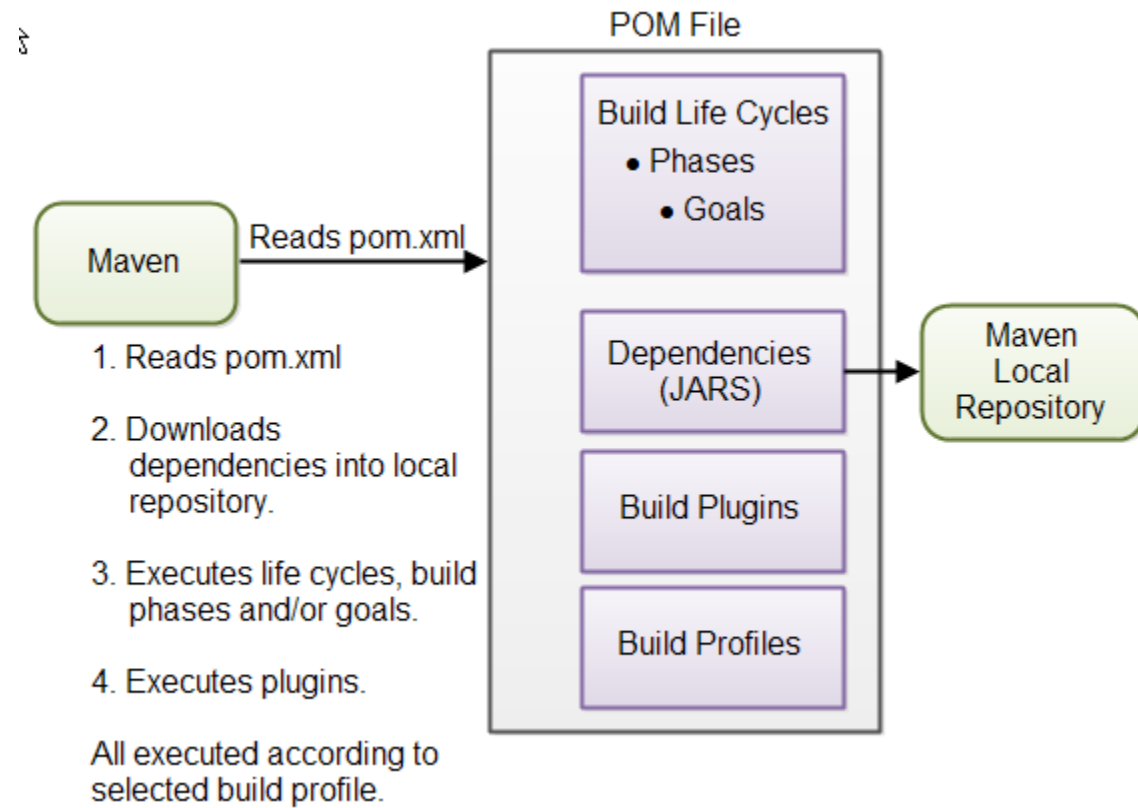 POM File
Build Life Cycles
• Phases
• Goals
Maven
Reads pom.xml
Dependencies
(JARS)
Maven
Local
Repository
Build Plugins
Build Profiles
1. Reads pom.xml
2. Downloads
dependencies into local
repository.
3. Executes life cycles, build
phases and/or goals.
4. Executes plugins.
All executed according to
selected build profile.